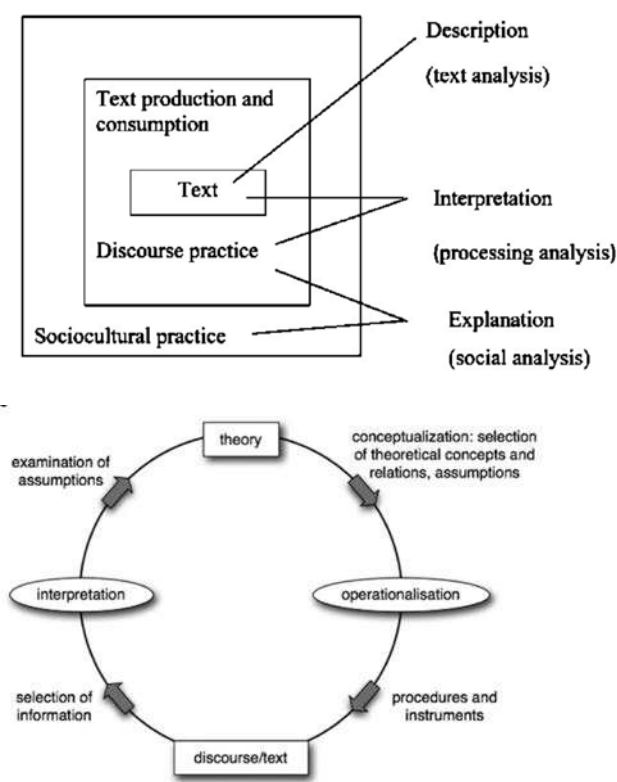 Description
(text analysis)
Text production and
consumption
Text
Interpretation
(processing analysis)
Discourse practice
Explanation
(social analysis)
Sociocultural practice
theory
conceptualization: selection
of theoretical concepts and
relations, assumptions
examination of
assumptions
interpretation
operationalisation
selection of
information
procedures and
instruments
discourse/text